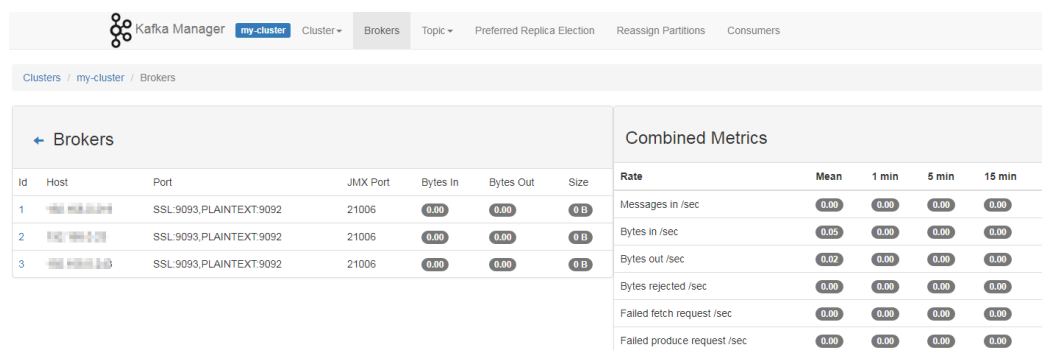 Kafka Manager my-cluster Cluster Brokers Topic Preferred Replica Election Reassign Partitions Consumers
Clusters / my-cluster / Brokers
Brokers
Id Host Port JMX Port Bytes In Bytes Out Size
1 SSL:9093,PLAINTEXT:9092 21006 0.00 0.00 0 B
2 SSL:9093,PLAINTEXT:9092 21006 0.00 0.00 0 B
3 SSL:9093,PLAINTEXT:9092 21006 0.00 0.00 0 B
Combined Metrics
Rate Mean 1 min 5 min 15 min
Messages in /sec 0.00 0.00 0.00 0.00
Bytes in /sec 0.05 0.00 0.00 0.00
Bytes out /sec 0.02 0.00 0.00 0.00
Bytes rejected /sec 0.00 0.00 0.00 0.00
Failed fetch request /sec 0.00 0.00 0.00 0.00
Failed produce request /sec 0.00 0.00 0.00 0.00